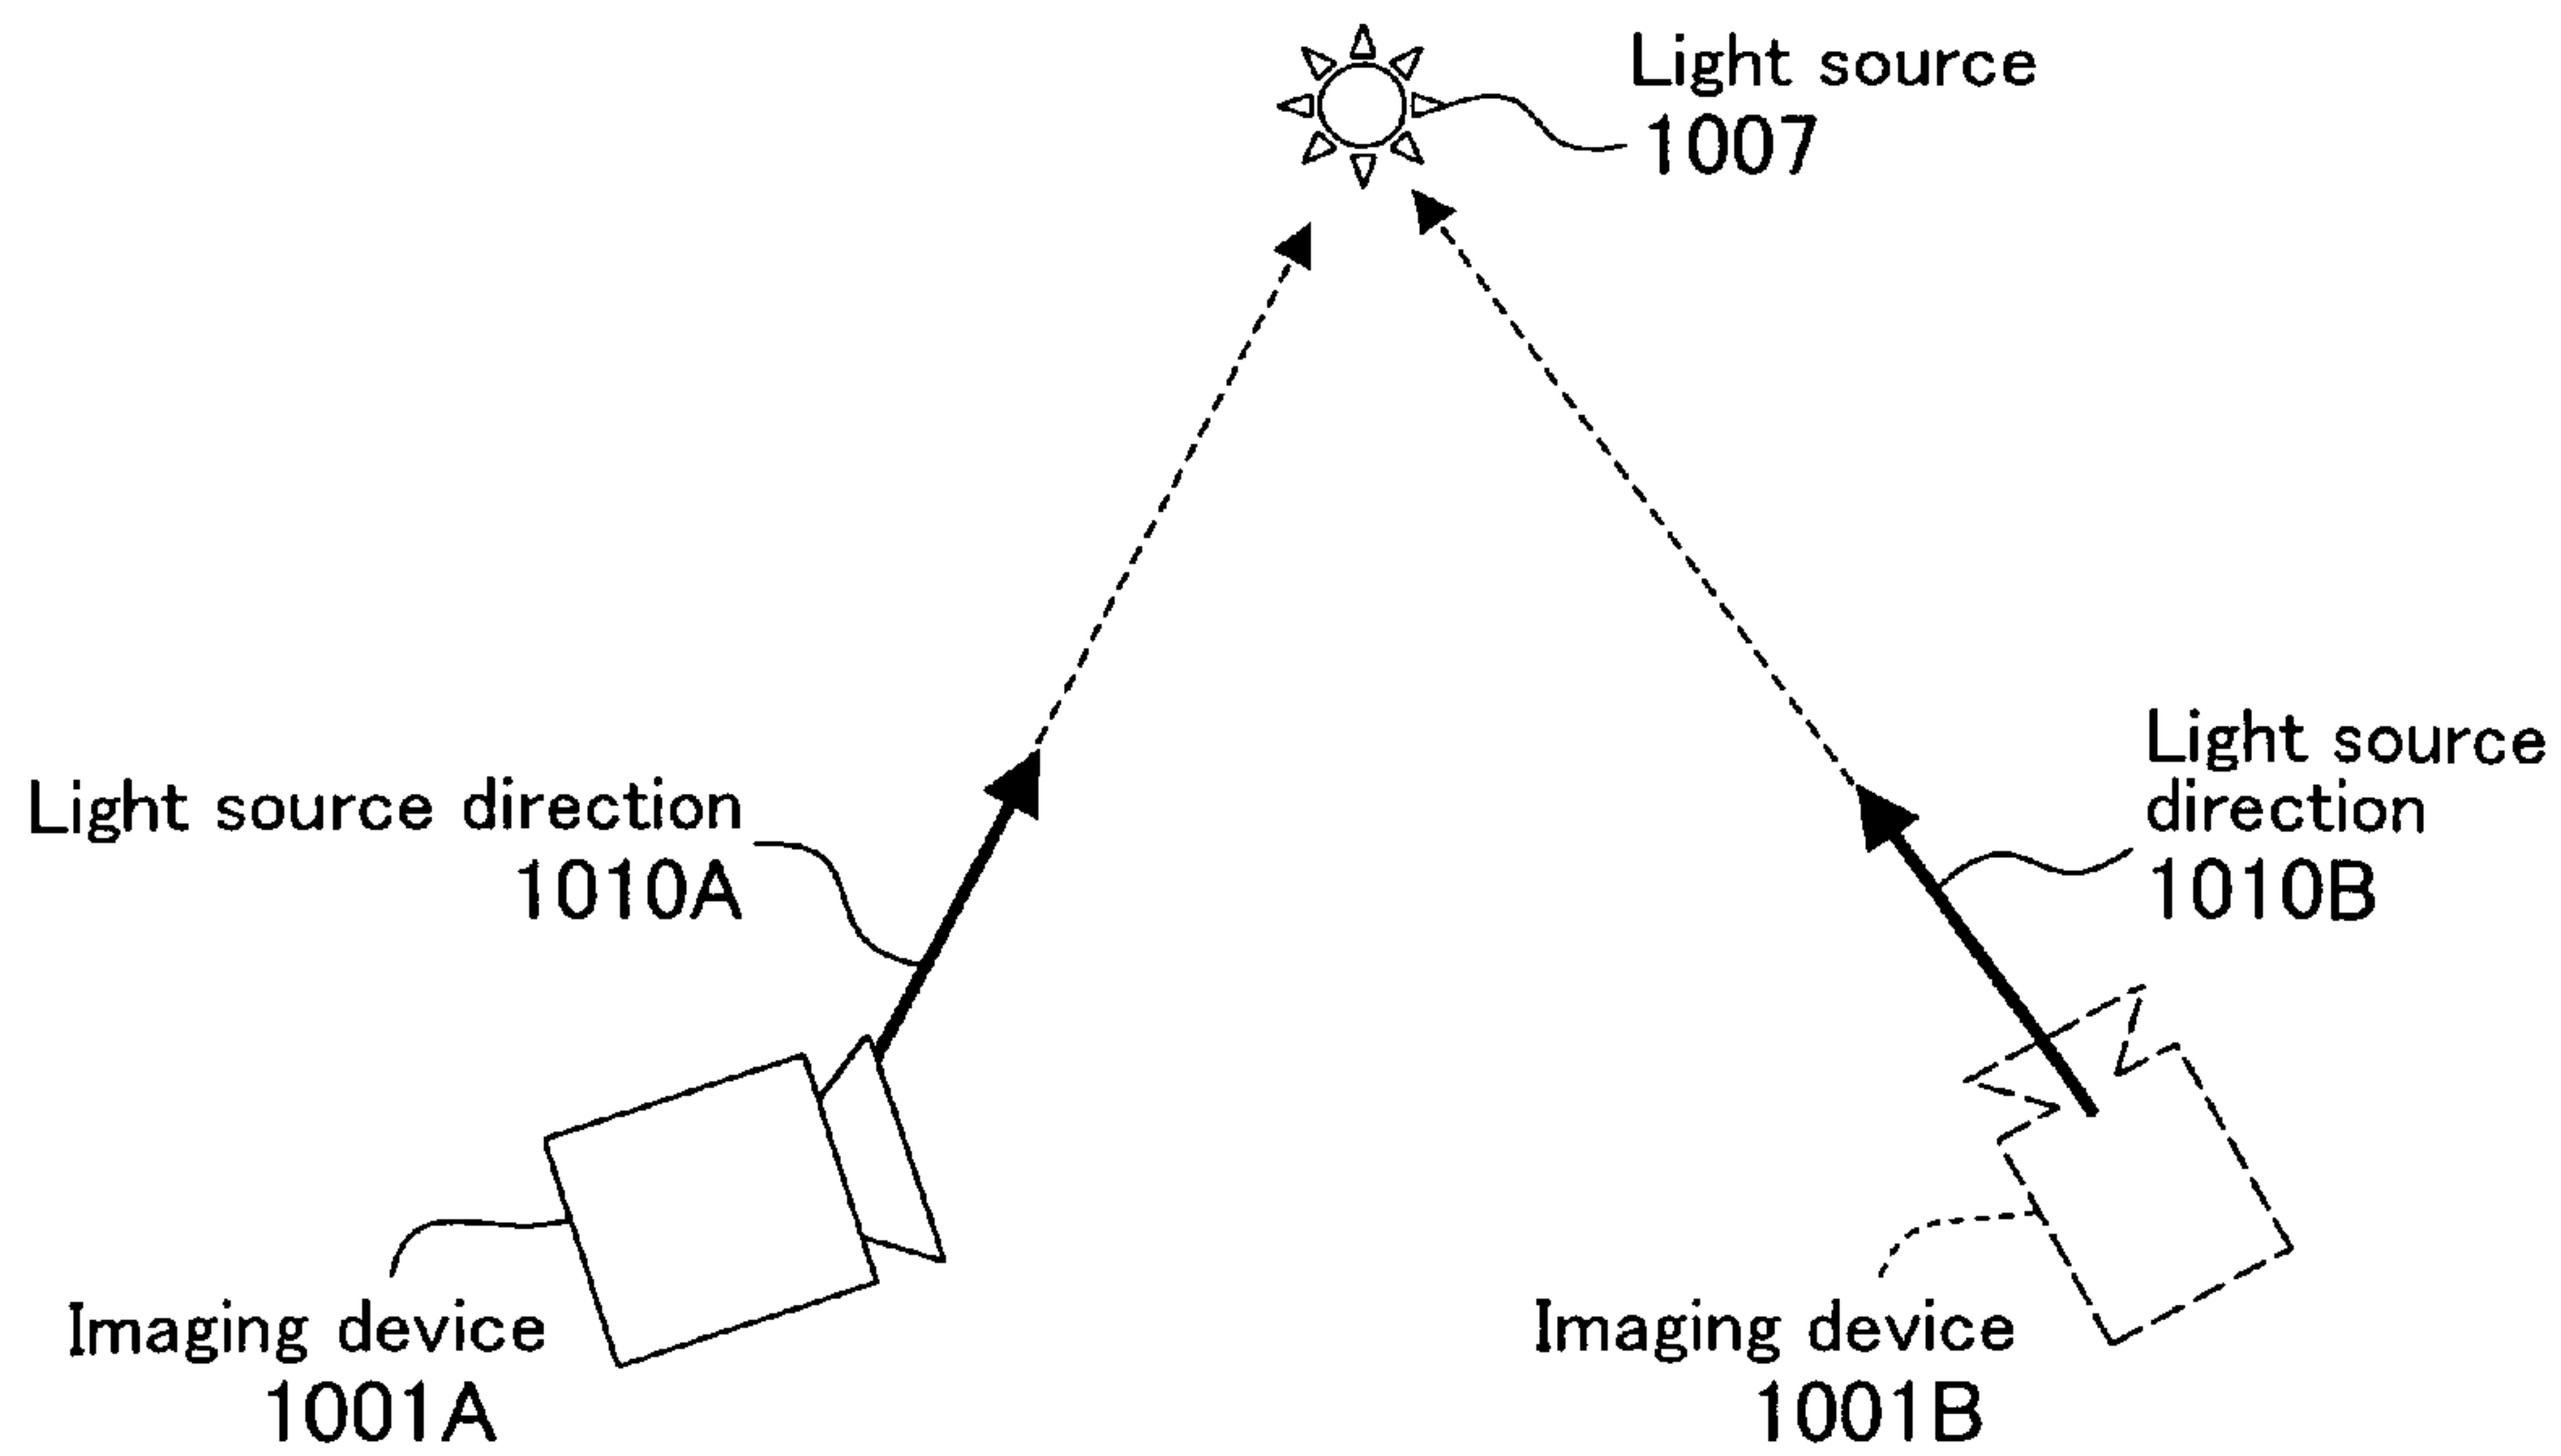 Light source
1007
Light source direction
1010A
Light source
direction
1010B
Imaging device
1001A
Imaging device
1001B